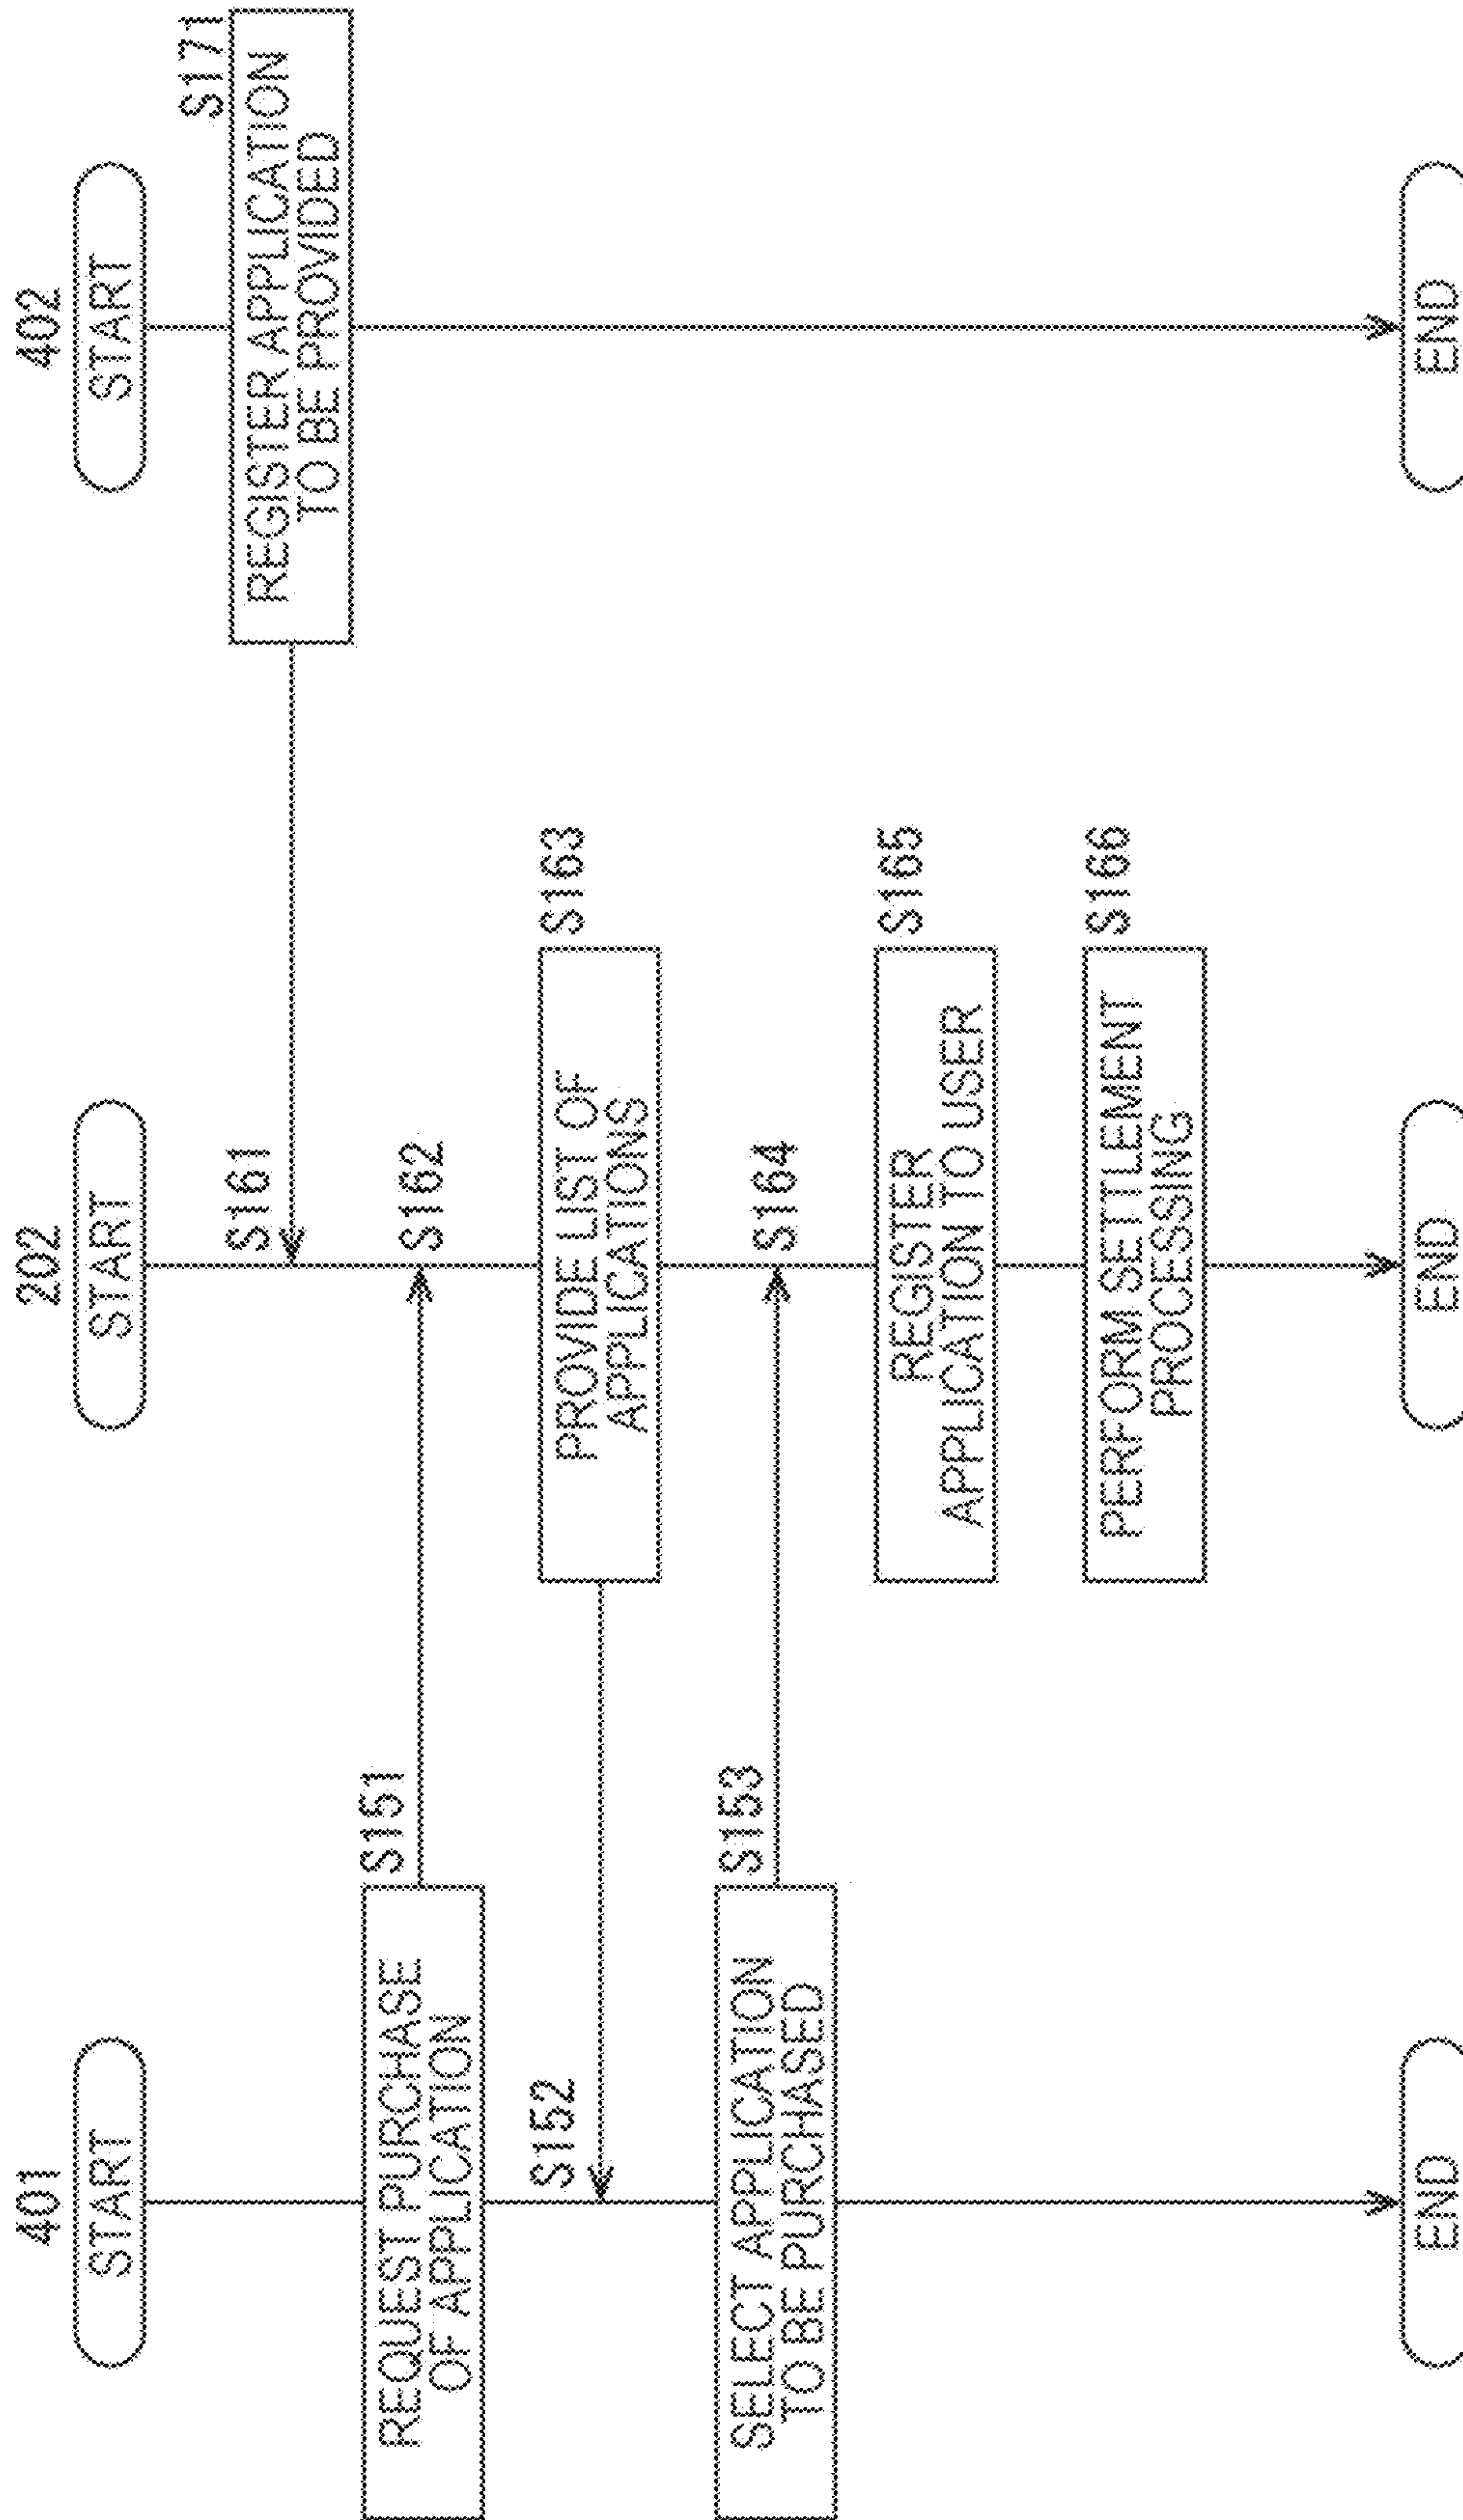 401
202
402
START
START
START
S171
REGISTER APPLICATION
TO BE PROVIDED
S161
S151
REQUEST PURCHASE
OF APPLICATION
S162
S152
S163
PROVIDE LIST OF
APPLICATIONS
S153
SELECT APPLICATION
TO BE PURCHASED
S164
S165
REGISTER
APPLICATION TO USER
S166
PERFORM SETTLEMENT
PROCESSING
END
END
END